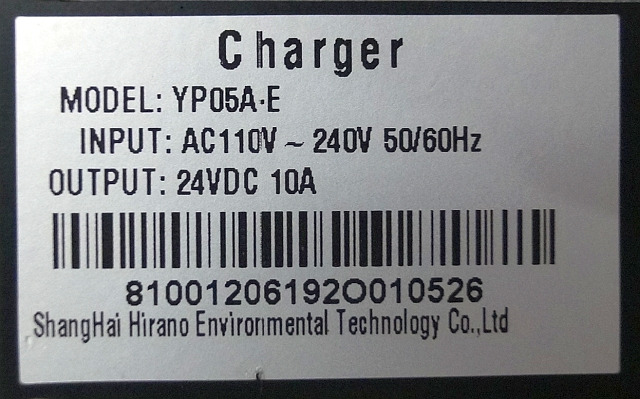 Charger
MODEL: YP05A-E
INPUT: AC110V ~ 240V 50/60Hz
OUTPUT: 24VDC 10A
81001206192O010526
ShangHai Hirano Environmental Technology Co.,Ltd